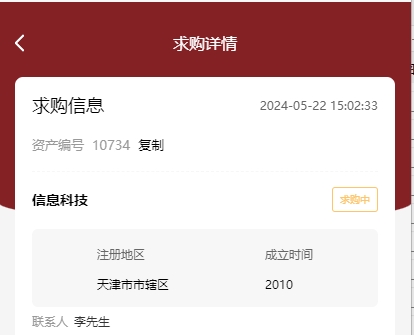 求购详情
求购信息 2024-05-22 15:02:33
资产编号 10734 复制
信息科技 求购中
注册地区 成立时间
天津市市辖区 2010
联系人 李先生